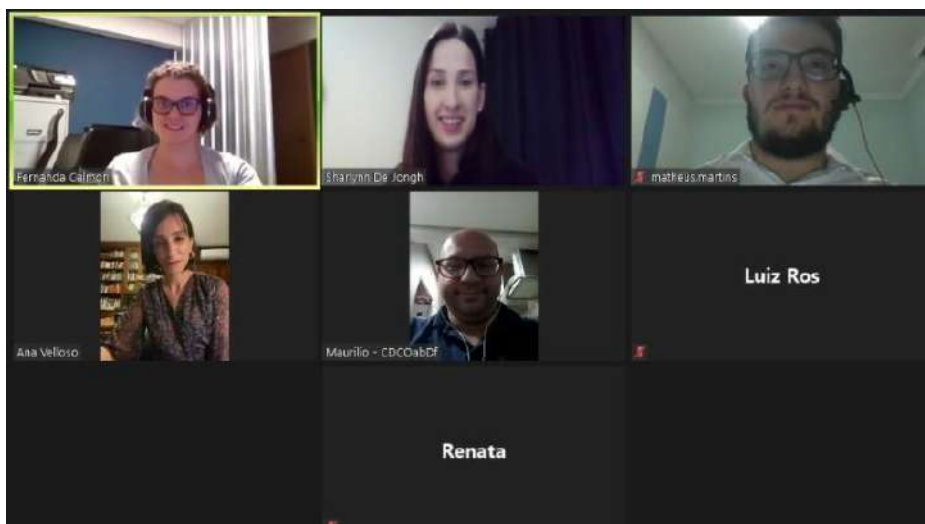 Fernanda Calmon
Sharlynn De Jongh
matheus.martins
Ana Velloso
Maurilio - CDCOabDf
Luiz Ros
Renata